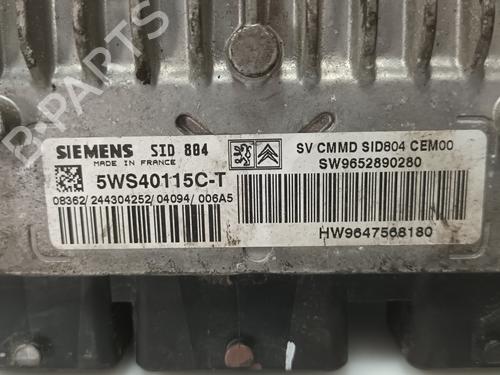 B-PARTS
SIEMENS SID 804
MADE IN FRANCE
5WS40115C-T
08362/244304252/04094/006A5
SV CMMD SID804 CEM00
SW9652890280
HW9647568180